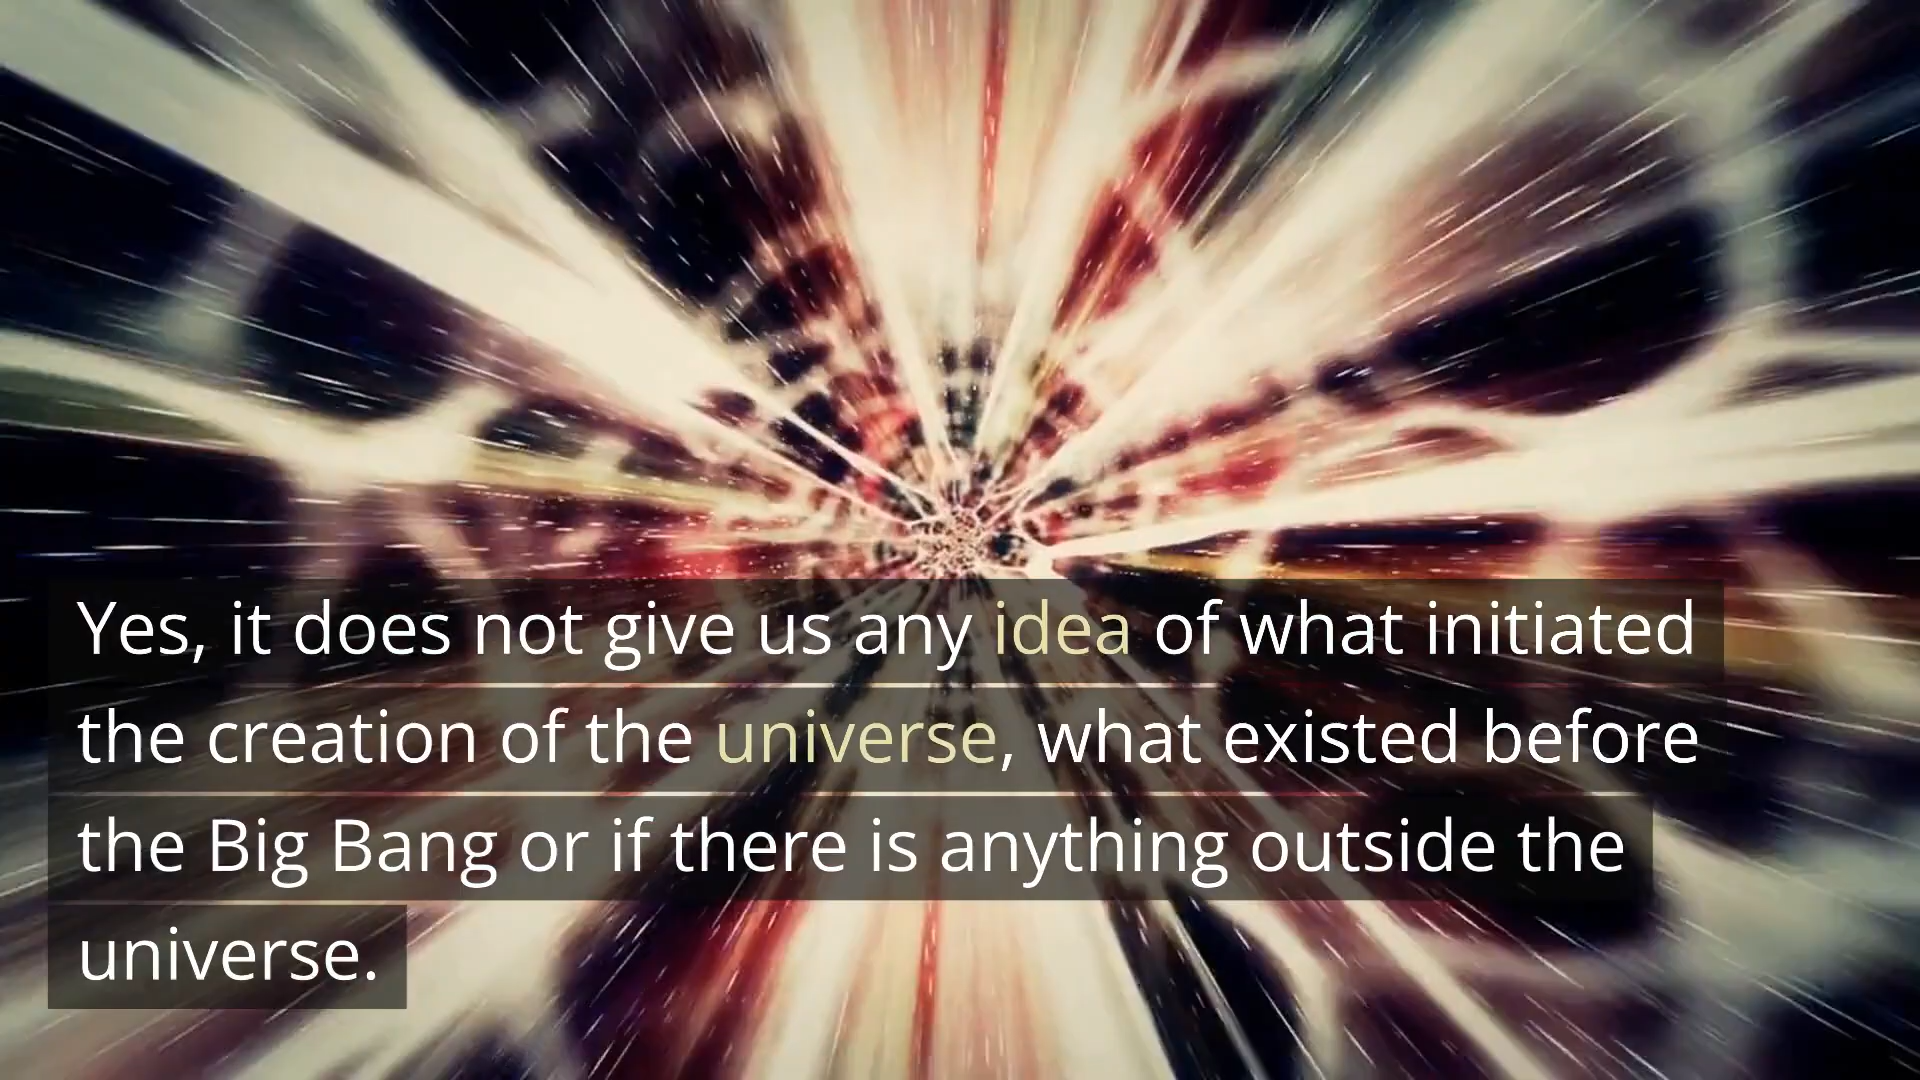 Yes, it does not give us any idea of what initiated
the creation of the universe, what existed before
the Big Bang or if there is anything outside the
universe.